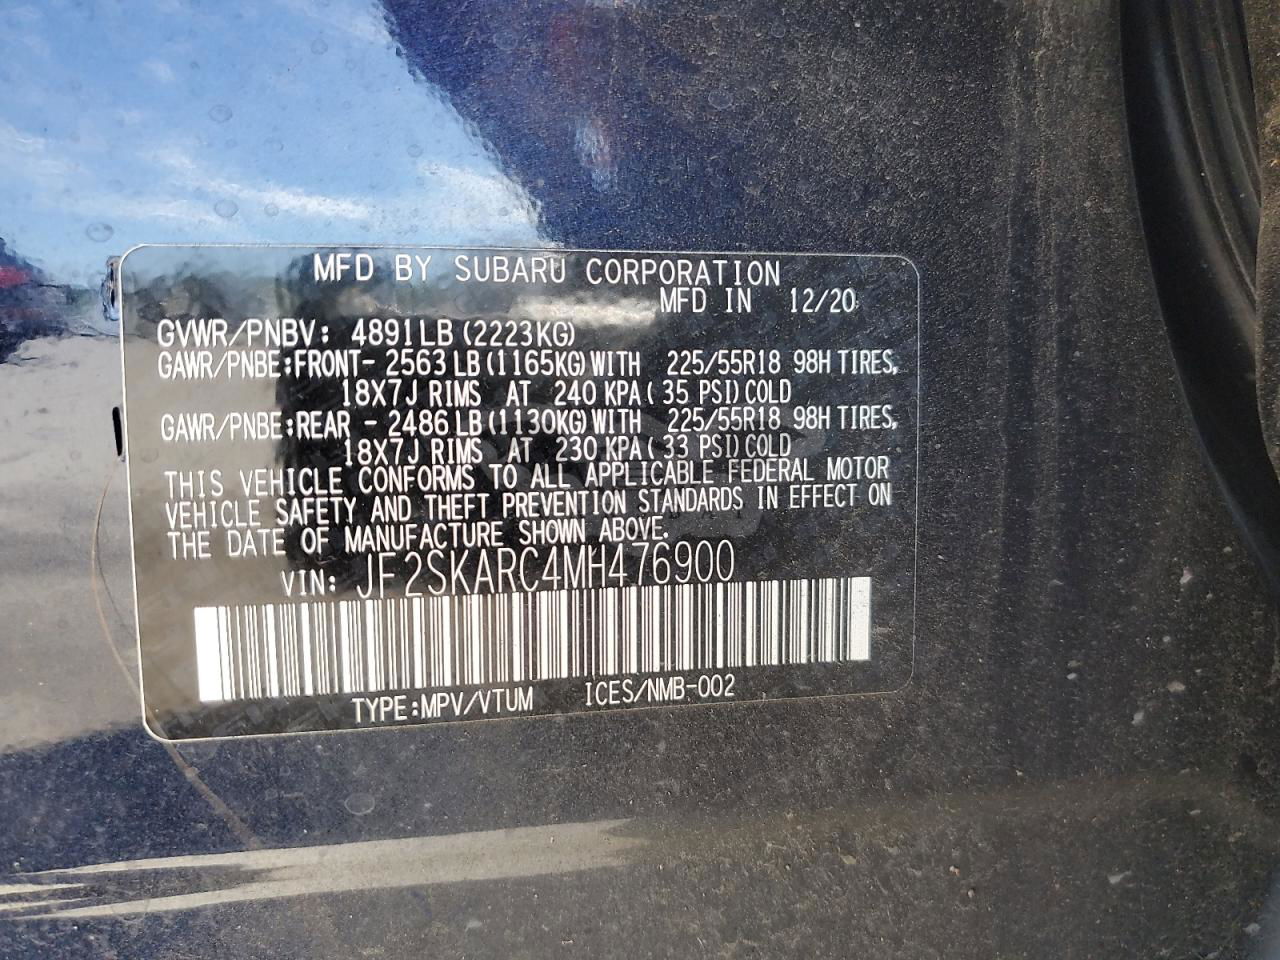 MFD BY SUBARU CORPORATION
MFD IN 12/20
GVWR/PNBV: 4891LB (2223KG)
GAWR/PNBE:FRONT- 2563 LB (1165KG) WITH 225/55R18 98H TIRES,
18X7J RIMS AT 240 KPA ( 35 PSI) COLD
GAWR/PNBE:REAR - 2486 LB (1130KG) WITH 225/55R18 98H TIRES,
18X7J RIMS AT 230 KPA ( 33 PSI) COLD
THIS VEHICLE CONFORMS TO ALL APPLICABLE FEDERAL MOTOR
VEHICLE SAFETY AND THEFT PREVENTION STANDARDS IN EFFECT ON
THE DATE OF MANUFACTURE SHOWN ABOVE.
VIN: JF2SKARC4MH476900
TYPE:MPV/VTUM ICES/NMB-002